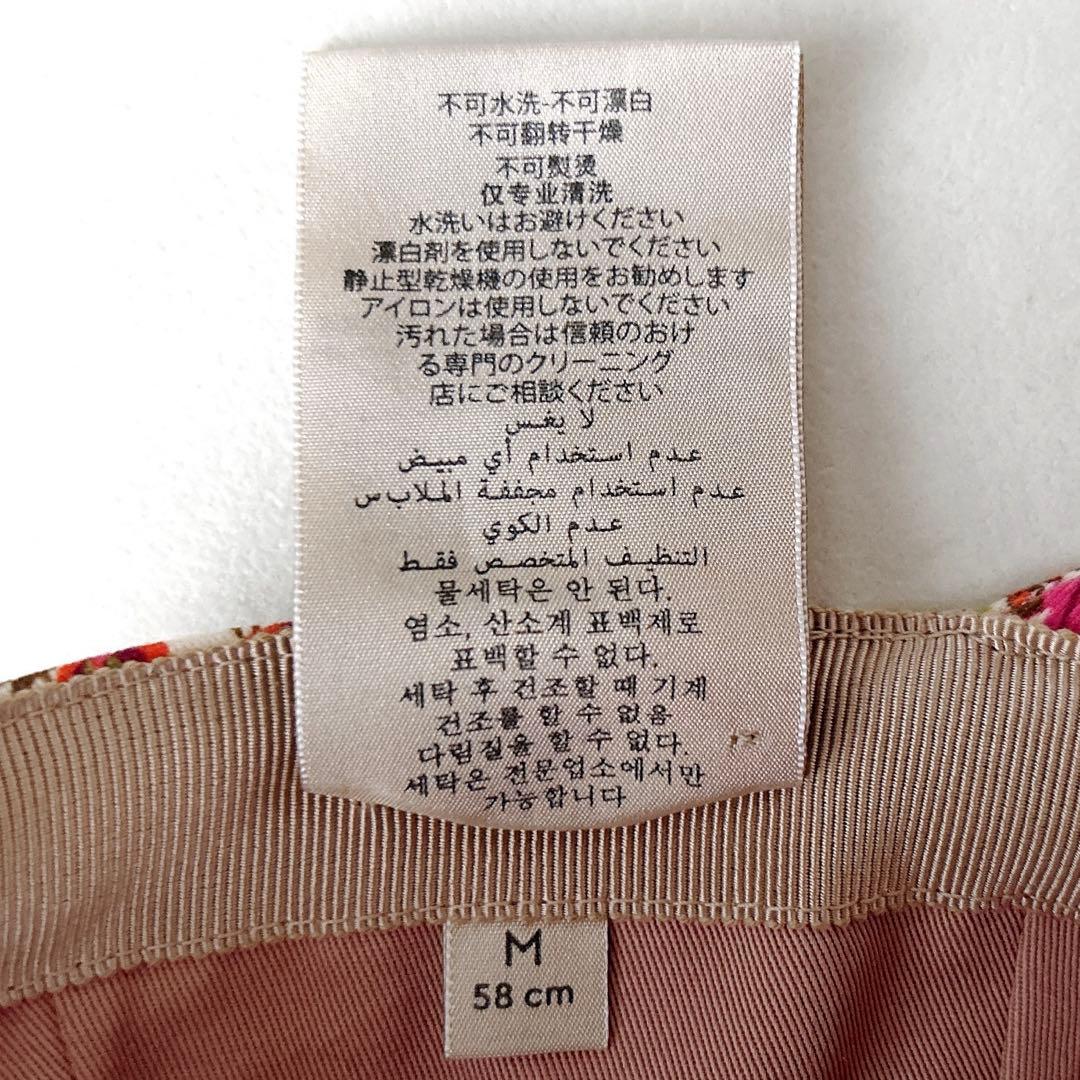 不可水洗-不可漂白
不可翻转干燥
不可熨烫
仅专业清洗
水洗いはお避けください
漂白剤を使用しないでください
静止型乾燥機の使用をお勧めします
アイロンは使用しないでください
汚れた場合は信頼のおけ
る専門のクリーニング
店にご相談ください
لا يغسل
عدم استخدام أي مبيض
عدم استخدام مجففة الملابس
عدم الكوي
التنظيف المتخصص فقط
물세탁은 안 된다.
염소, 산소계 표백제로
표백할 수 없다.
세탁 후 건조할 때 기계
건조를 할 수 없음
다림질을 할 수 없다.
세탁은 전문업소에서만
가능합니다
M
58 cm